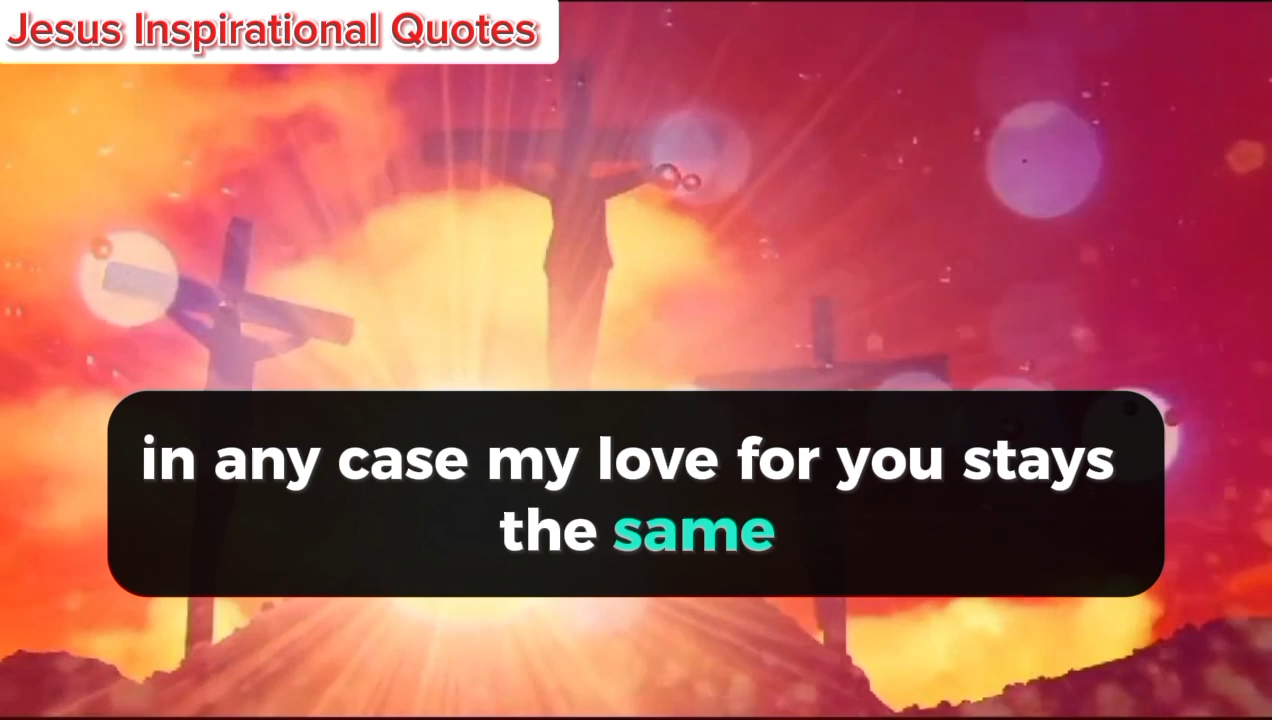 Jesus Inspirational Quotes
in any case my love for you stays
the same